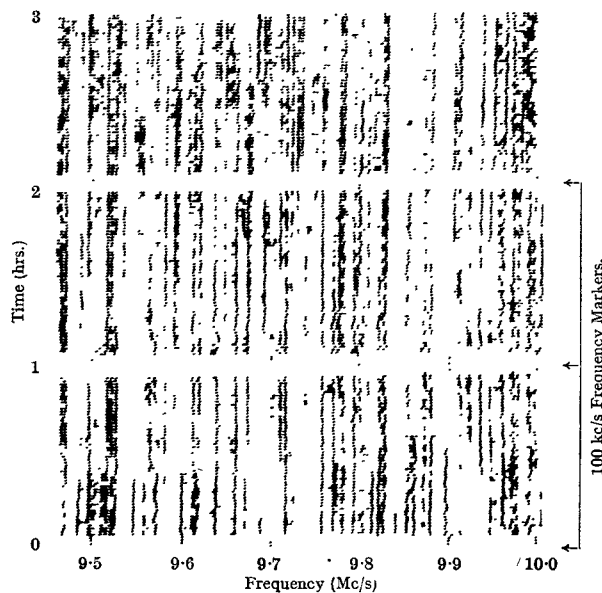 3
2
1
0
Time (hrs.)
9·5 9·6 9·7 9·8 9·9 10·0
Frequency (Mc/s)
100 kc/s Frequency Markers.